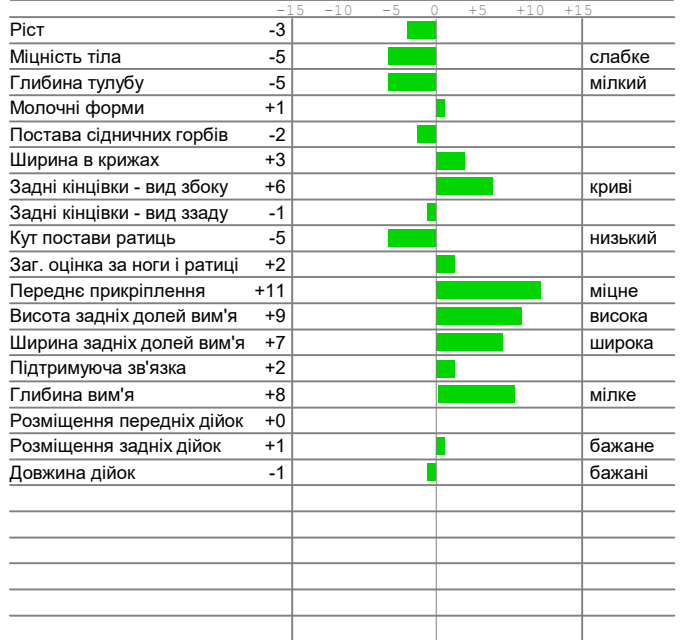 -15 -10 -5 0 +5 +10 +15
Ріст -3
Міцність тіла -5 слабке
Глибина тулубу -5 мілкий
Молочні форми +1
Постава сідничних горбів -2
Ширина в крижах +3
Задні кінцівки - вид збоку +6 криві
Задні кінцівки - вид ззаду -1
Кут постави ратиць -5 низький
Заг. оцінка за ноги і ратиці +2
Переднє прикріплення +11 міцне
Висота задніх долей вим'я +9 висока
Ширина задніх долей вим'я +7 широка
Підтримуюча зв'язка +2
Глибина вим'я +8 мілке
Розміщення передніх дійок +0
Розміщення задніх дійок +1 бажане
Довжина дійок -1 бажані